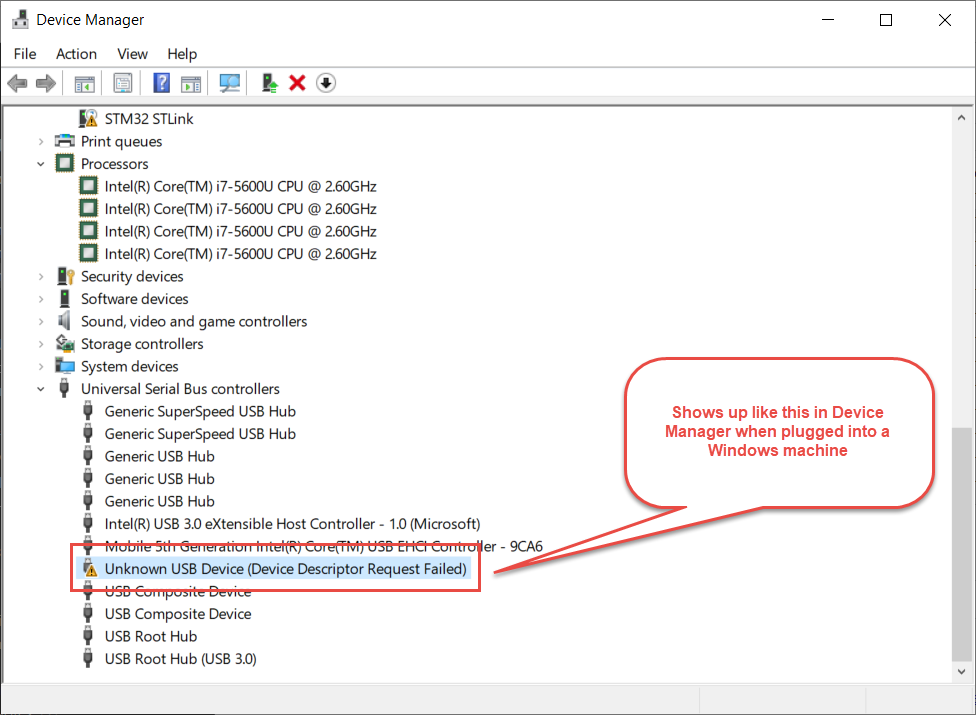 Device Manager
File Action View Help
STM32 STLink
Print queues
Processors
Intel(R) Core(TM) i7-5600U CPU @ 2.60GHz
Intel(R) Core(TM) i7-5600U CPU @ 2.60GHz
Intel(R) Core(TM) i7-5600U CPU @ 2.60GHz
Intel(R) Core(TM) i7-5600U CPU @ 2.60GHz
Security devices
Software devices
Sound, video and game controllers
Storage controllers
System devices
Universal Serial Bus controllers
Generic SuperSpeed USB Hub
Generic SuperSpeed USB Hub
Generic USB Hub
Generic USB Hub
Generic USB Hub
Intel(R) USB 3.0 eXtensible Host Controller - 1.0 (Microsoft)
Mobile 5th Generation Intel(R) Core(TM) USB EHCI Controller - 9CA6
Unknown USB Device (Device Descriptor Request Failed)
USB Composite Device
USB Composite Device
USB Root Hub
USB Root Hub (USB 3.0)
Shows up like this in Device
Manager when plugged into a
Windows machine